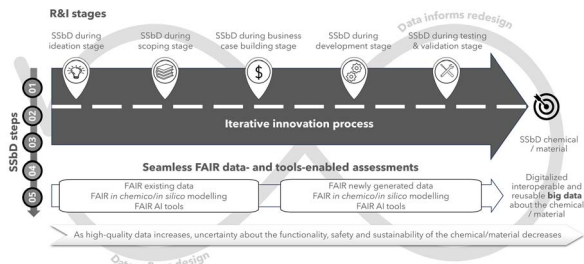 R&I stages
Data informs redesign
SSbD during
ideation stage
SSbD during
scoping stage
SSbD during business
case building stage
SSbD during
development stage
SSbD during testing
& validation stage
$
SSbD steps
01
02
03
04
05
Iterative innovation process
SSbD chemical
/ material
Seamless FAIR data- and tools-enabled assessments
FAIR existing data
FAIR in chemico/in silico modelling
FAIR AI tools
FAIR newly generated data
FAIR in chemico/in silico modelling
FAIR AI tools
Digitalized
interoperable and
reusable big data
about the chemical
/ material
As high-quality data increases, uncertainty about the functionality, safety and sustainability of the chemical/material decreases